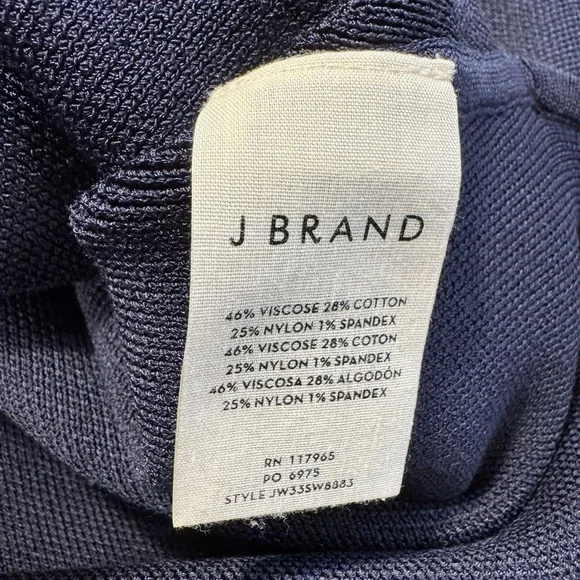 J BRAND
46% VISCOSE 28% COTTON
25% NYLON 1% SPANDEX
46% VISCOSE 28% COTON
25% NYLON 1% SPANDEX
46% VISCOSA 28% ALGODÓN
25% NYLON 1% SPANDEX
RN 117965
PO 6975
STYLE JW33SW8883